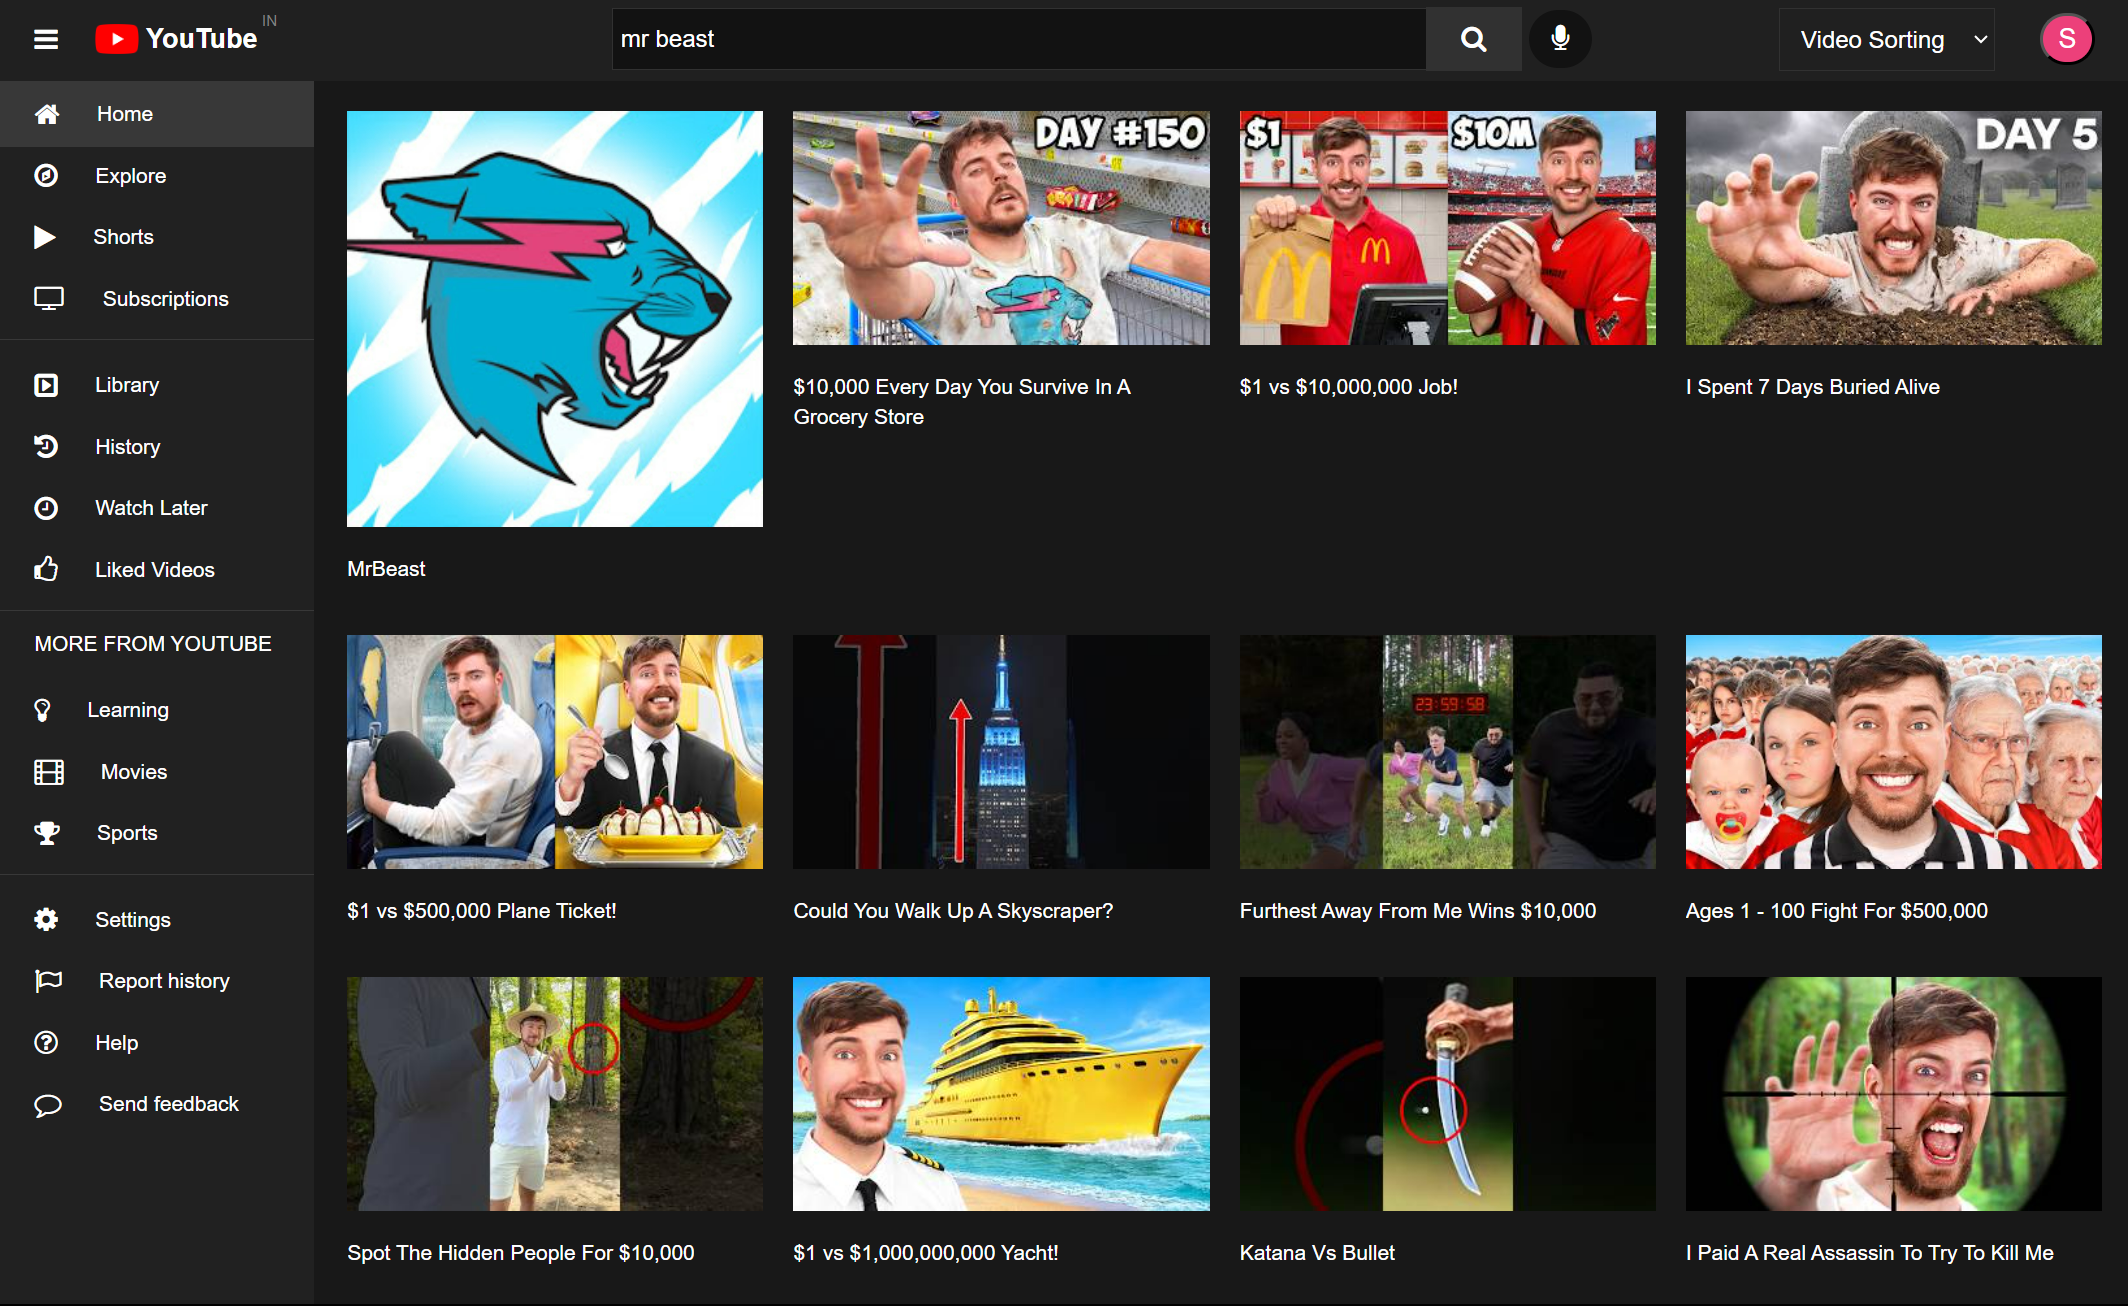 YouTube IN
mr beast
Video Sorting
S
Home
Explore
Shorts
Subscriptions
Library
History
Watch Later
Liked Videos
MORE FROM YOUTUBE
Learning
Movies
Sports
Settings
Report history
Help
Send feedback
MrBeast
DAY #150
$10,000 Every Day You Survive In A
Grocery Store
$1
$10M
$1 vs $10,000,000 Job!
DAY 5
I Spent 7 Days Buried Alive
$1 vs $500,000 Plane Ticket!
Could You Walk Up A Skyscraper?
23:59:58
Furthest Away From Me Wins $10,000
Ages 1 - 100 Fight For $500,000
Spot The Hidden People For $10,000
$1 vs $1,000,000,000 Yacht!
Katana Vs Bullet
I Paid A Real Assassin To Try To Kill Me